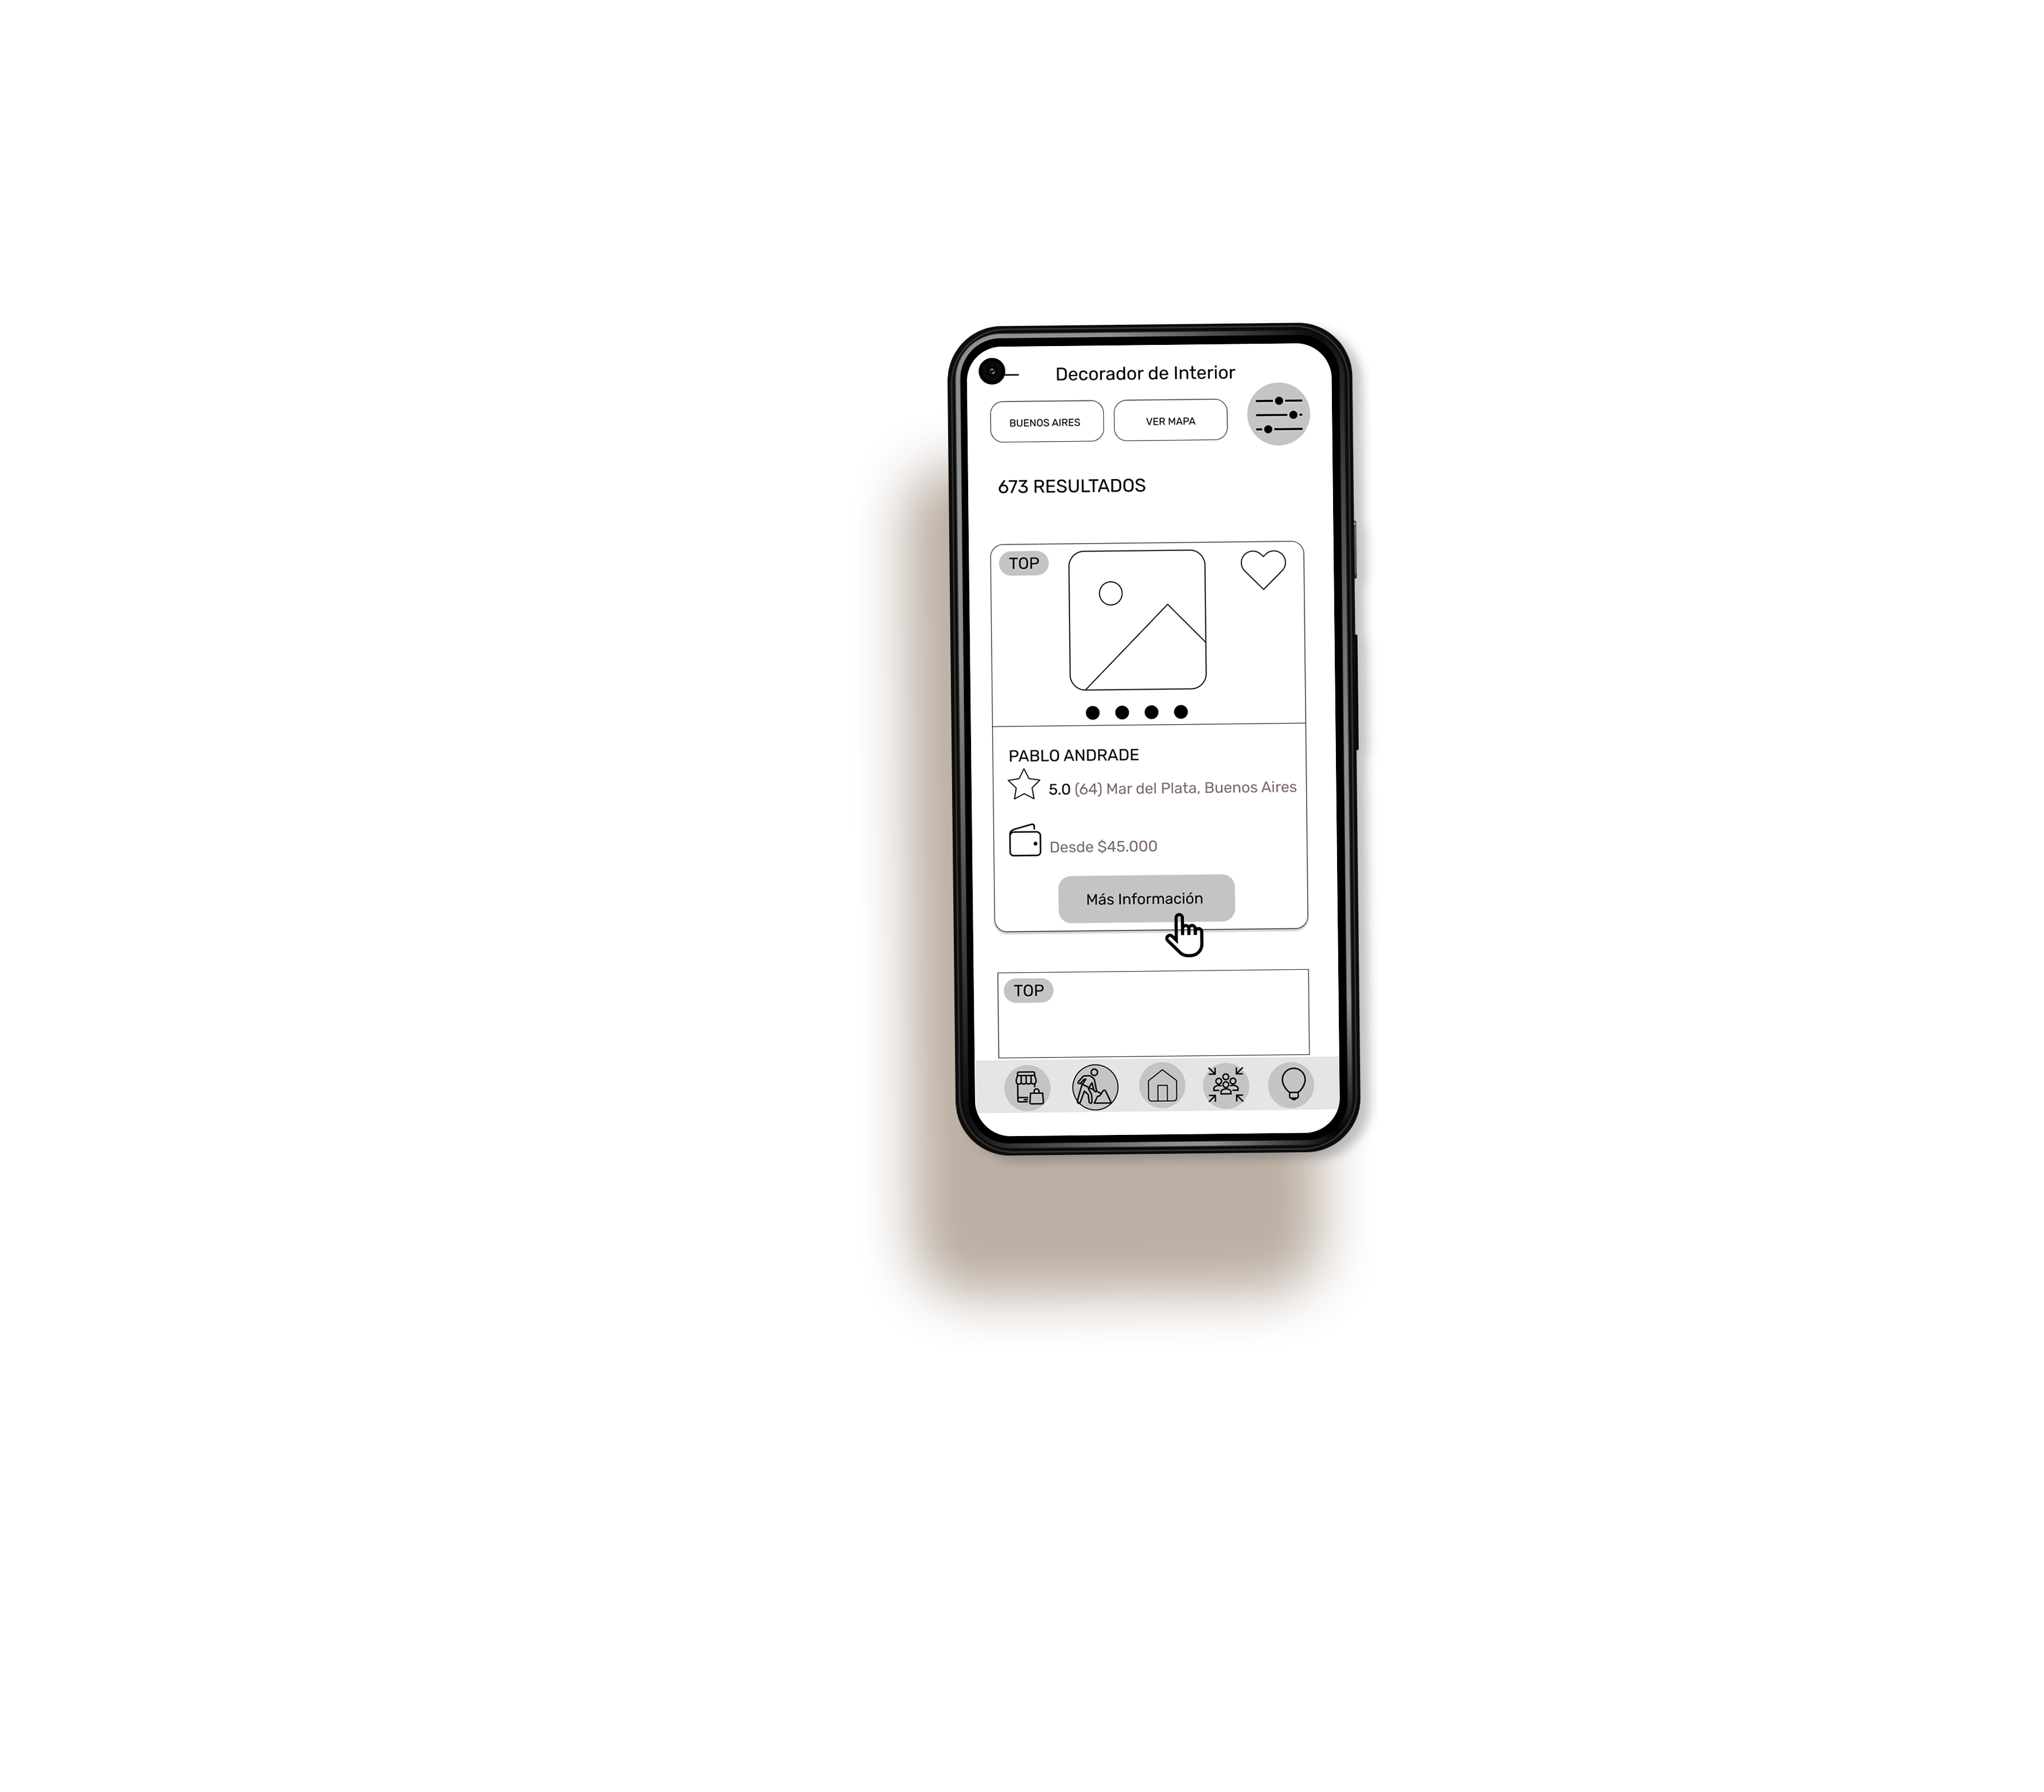 Decorador de Interior
BUENOS AIRES
VER MAPA
673 RESULTADOS
TOP
PABLO ANDRADE
5.0 (64) Mar del Plata, Buenos Aires
Desde $45.000
Más Información
TOP